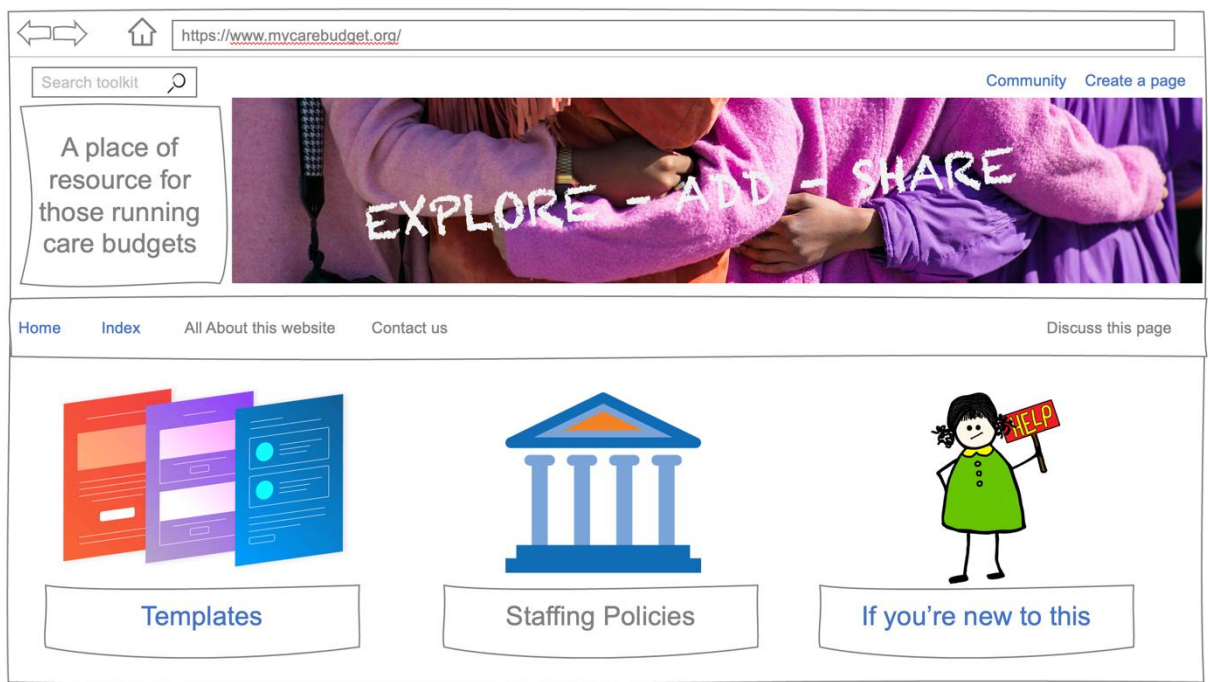 https://www.mycarebudget.org/
Search toolkit
Community Create a page
A place of
resource for
those running
care budgets
EXPLORE - ADD - SHARE
Home Index All About this website Contact us Discuss this page
HELP
Templates Staffing Policies If you’re new to this